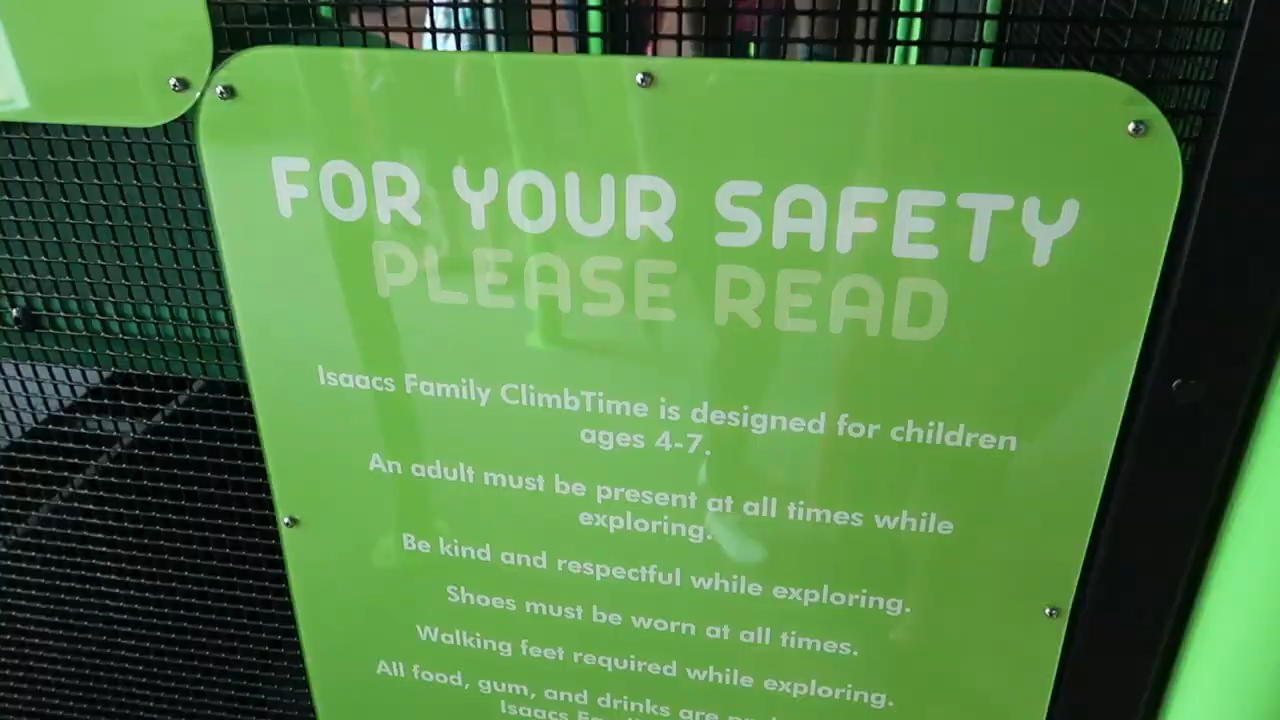 FOR YOUR SAFETY
PLEASE READ
Isaacs Family ClimbTime is designed for children
ages 4-7.
An adult must be present at all times while
exploring.
Be kind and respectful while exploring.
Shoes must be worn at all times.
Walking feet required while exploring.
All food, gum, and drinks are
Isaacs